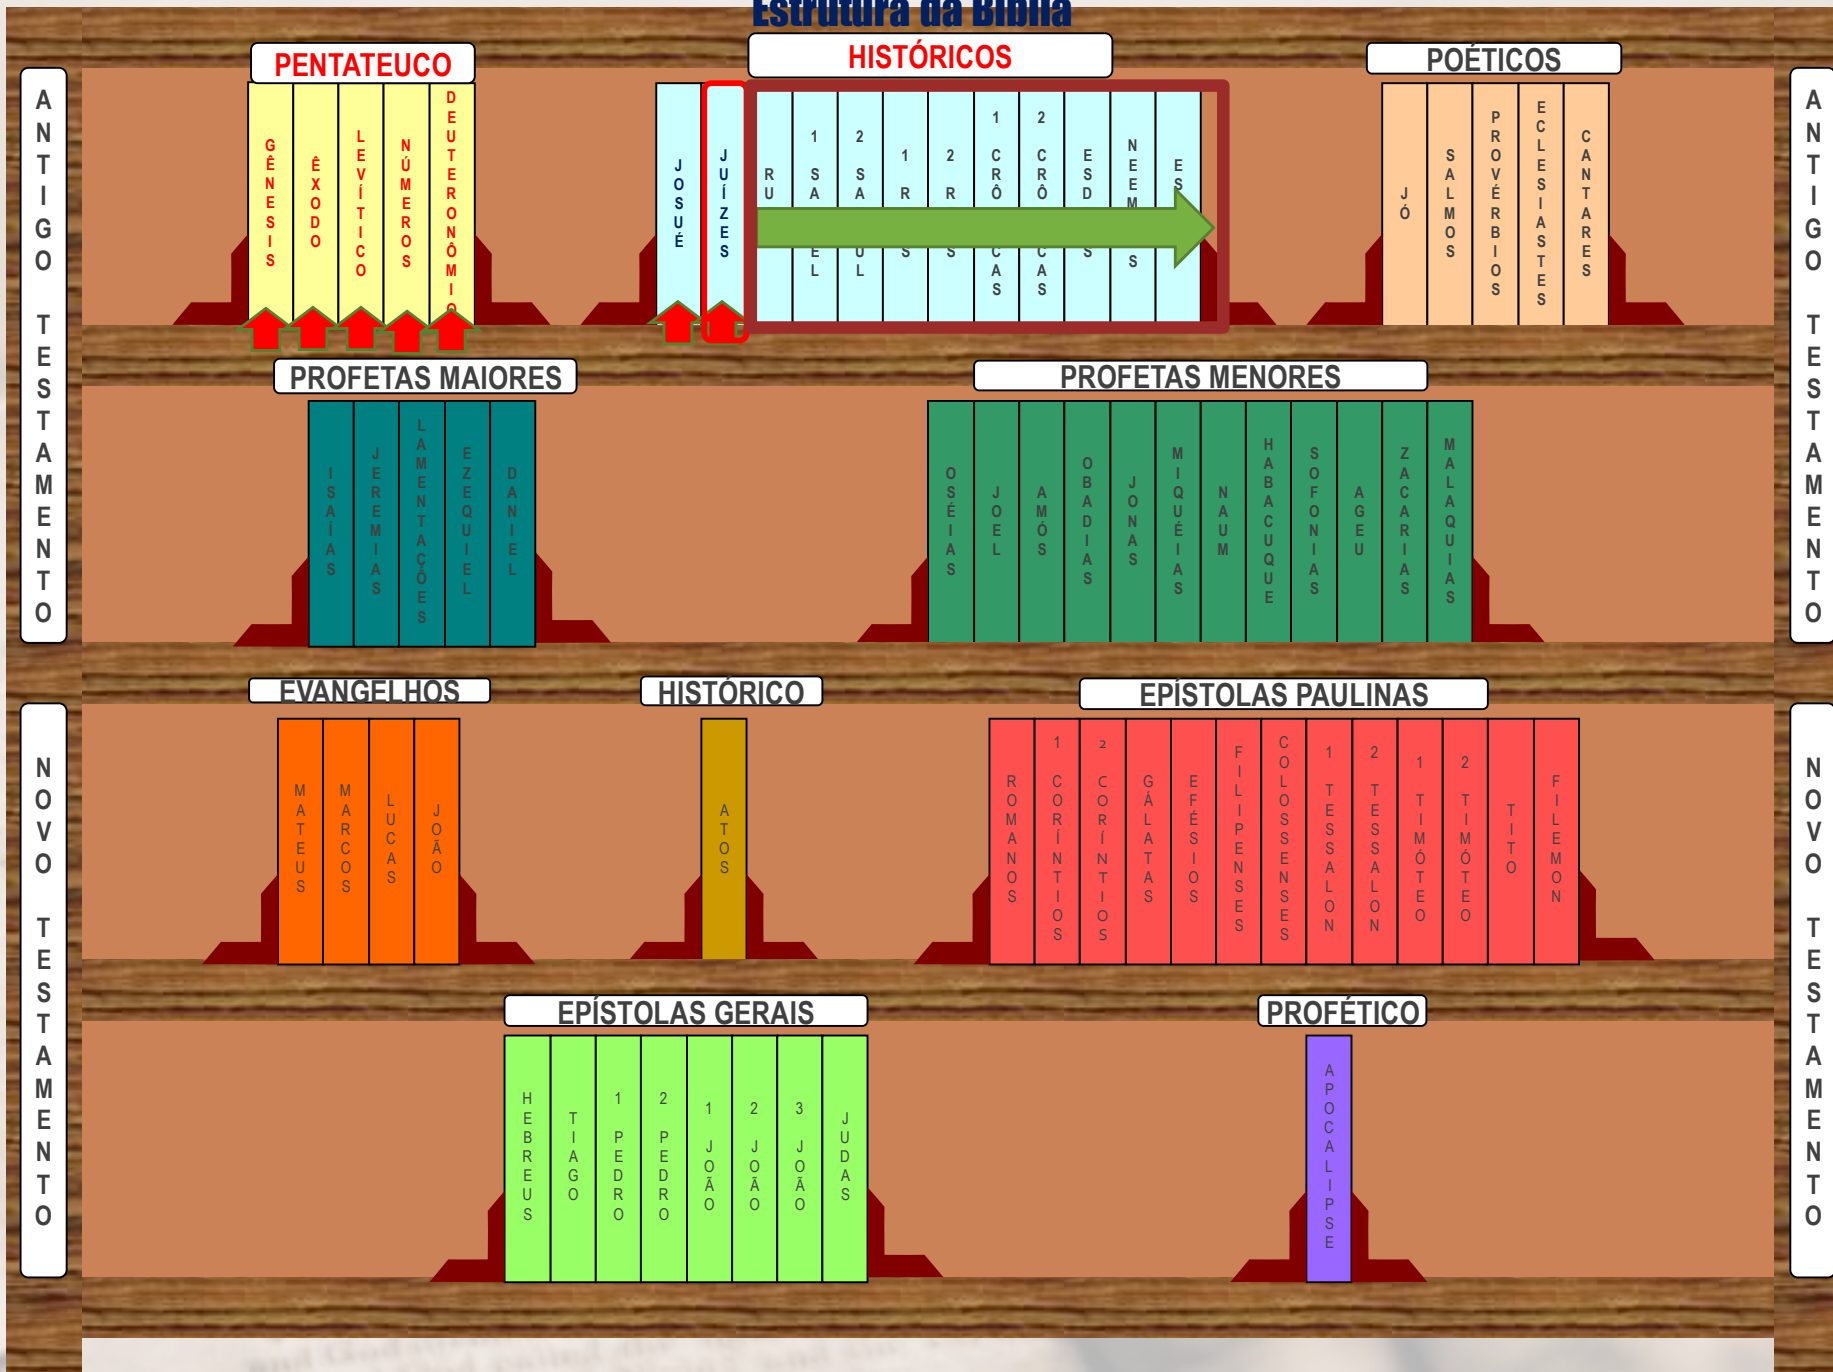 Estrutura da Bíblia
PENTATEUCO
HISTÓRICOS
POÉTICOS
ANTIGO TESTAMENTO
GÊNESIS
ÊXODO
LEVÍTICO
NÚMEROS
DEUTERONÔMIO
JOSUÉ
JUÍZES
RU
1 SA EL
2 SA UL
1 R S
2 R S
1 CRÔ CAS
2 CRÔ CAS
ESD S
NEEM S
ES
JÓ
SALMOS
PROVÉRBIOS
ECLESIASTES
CANTARES
ANTIGO TESTAMENTO
PROFETAS MAIORES
PROFETAS MENORES
ISAÍAS
JEREMIAS
LAMENTAÇÕES
EZEQUIEL
DANIEL
OSÉIAS
JOEL
AMÓS
OBADIAS
JONAS
MIQUÉIAS
NAUM
HABACUQUE
SOFONIAS
AGEU
ZACARIAS
MALAQUIAS
EVANGELHOS
HISTÓRICO
EPÍSTOLAS PAULINAS
NOVO TESTAMENTO
MATEUS
MARCOS
LUCAS
JOÃO
ATOS
ROMANOS
1 CORÍNTIOS
2 CORÍNTIOS
GÁLATAS
EFÉSIOS
FILIPENSES
COLOSSENSES
1 TESSALON
2 TESSALON
1 TIMÓTEO
2 TIMÓTEO
TITO
FILEMON
NOVO TESTAMENTO
EPÍSTOLAS GERAIS
PROFÉTICO
HEBREUS
TIAGO
1 PEDRO
2 PEDRO
1 JOÃO
2 JOÃO
3 JOÃO
JUDAS
APOCALIPSE